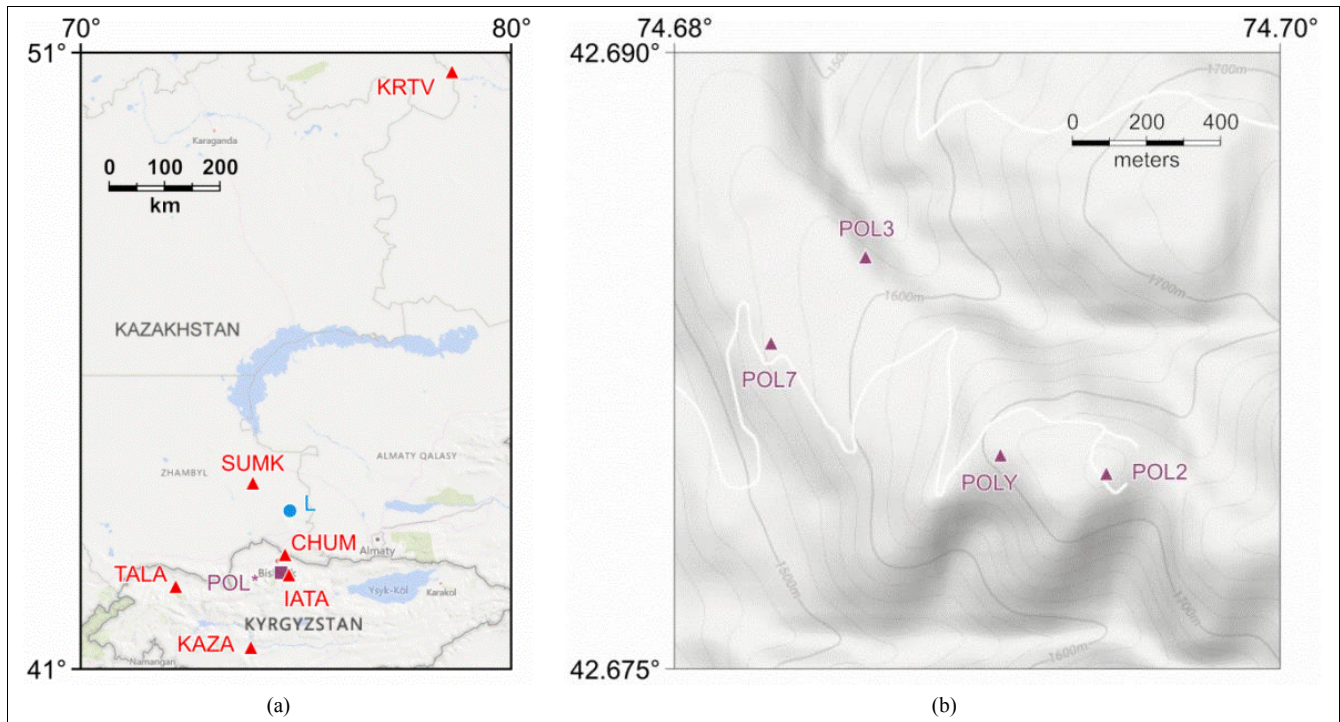 70°
80°
51°
KRTV
Karaganda
0 100 200
km
KAZAKHSTAN
SUMK
ZHAMBYL
ALMATY QALASY
L
CHUM
Almaty
TALA
POL*
IATA
Ysyk-Köl
Karakol
KYRGYZSTAN
KAZA
Namangan
41°
(a)
74.68°
74.70°
42.690°
1700m
0 200 400
meters
POL3
1600m
1700m
POL7
POLY
POL2
1500m
1700m
1600m
42.675°
(b)